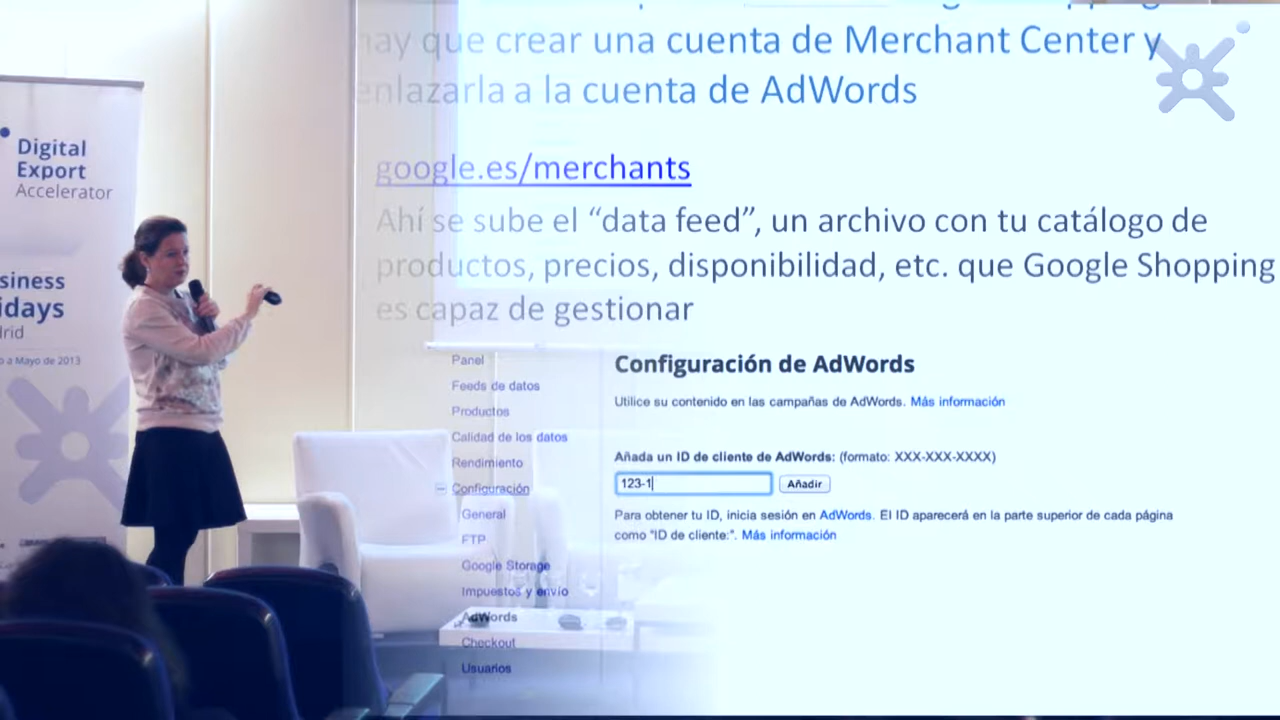 hay que crear una cuenta de Merchant Center y
enlazarla a la cuenta de AdWords
google.es/merchants
Ahí se sube el “data feed”, un archivo con tu catálogo de
productos, precios, disponibilidad, etc. que Google Shopping
es capaz de gestionar
Digital
Export
Accelerator
siness
idays
rid
o a Mayo de 2013
Panel
Feeds de datos
Productos
Calidad de los datos
Rendimiento
Configuración
General
FTP
Google Storage
Impuestos y envío
AdWords
Checkout
Usuarios
Configuración de AdWords
Utilice su contenido en las campañas de AdWords. Más información
Añada un ID de cliente de AdWords: (formato: XXX-XXX-XXXX)
123-1
Añadir
Para obtener tu ID, inicia sesión en AdWords. El ID aparecerá en la parte superior de cada página
como "ID de cliente:". Más información